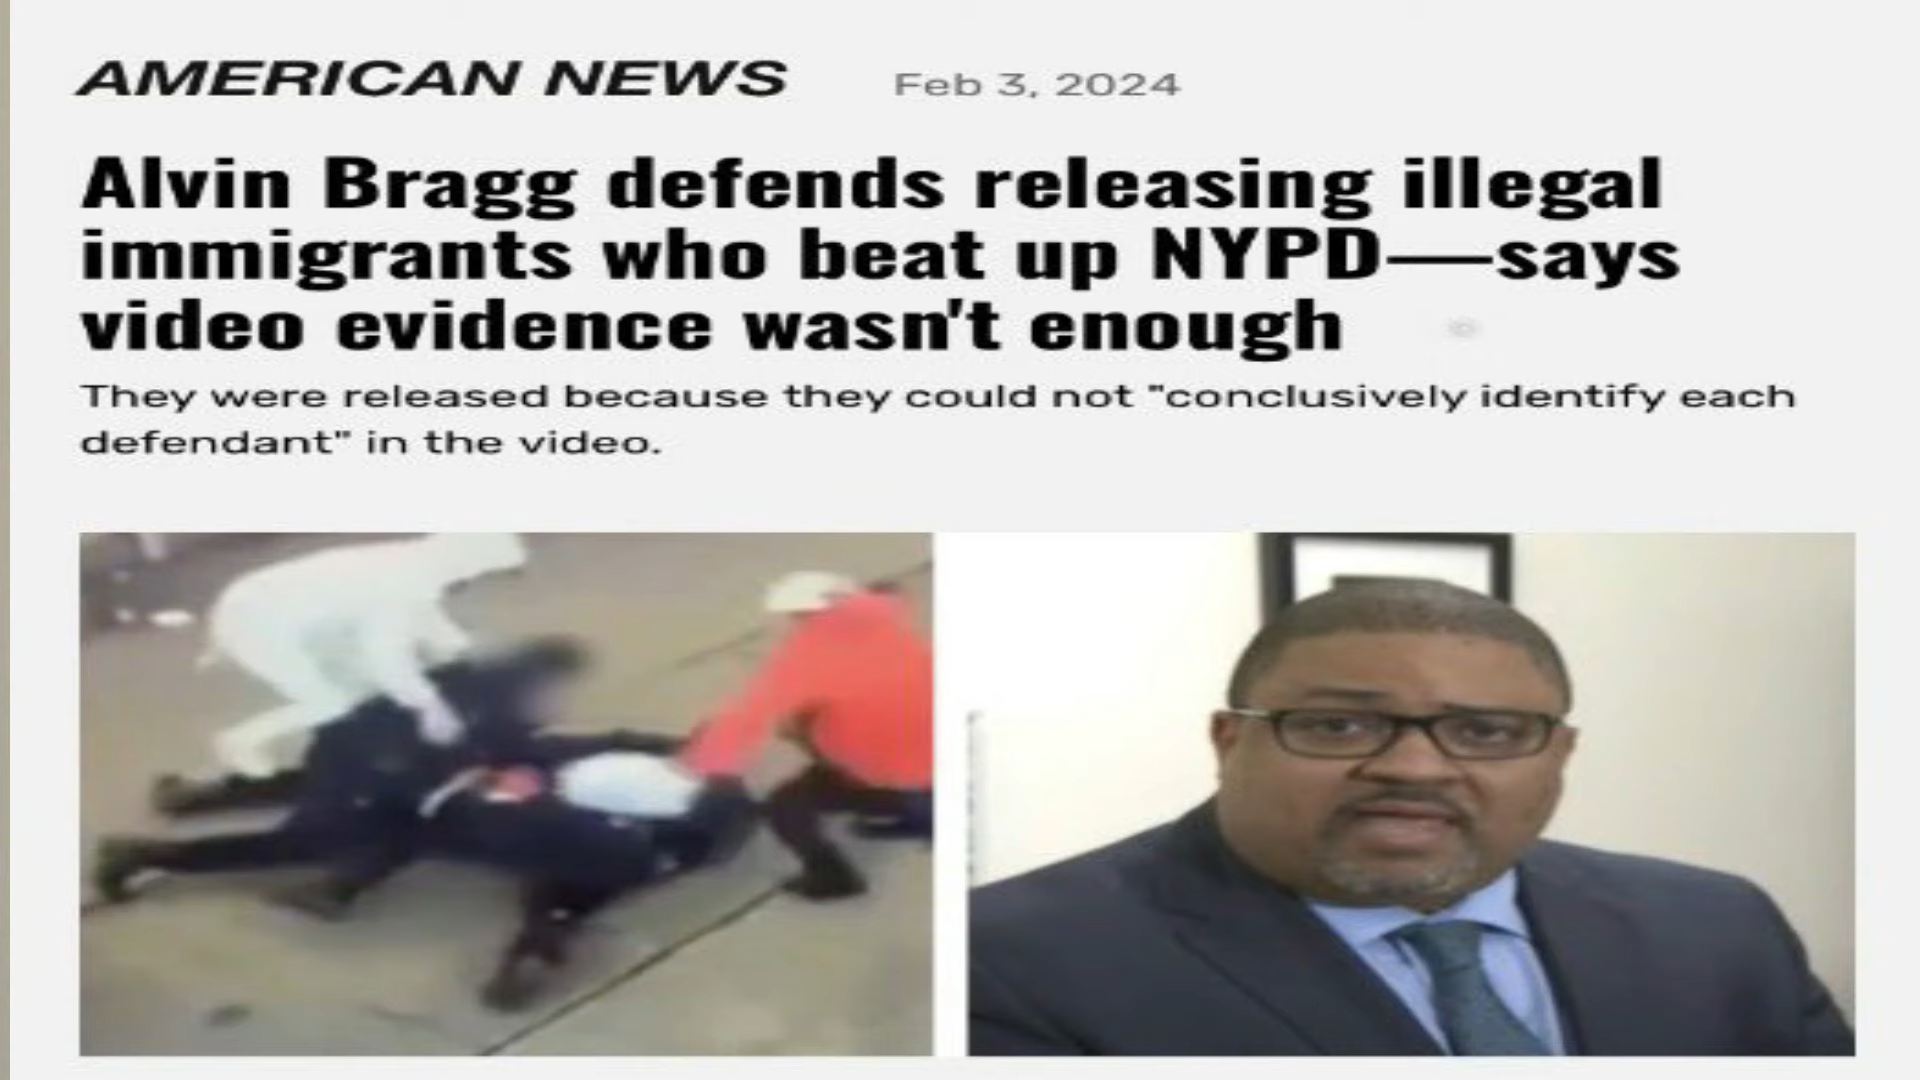 AMERICAN NEWS Feb 3, 2024
Alvin Bragg defends releasing illegal
immigrants who beat up NYPD—says
video evidence wasn't enough
They were released because they could not "conclusively identify each
defendant" in the video.